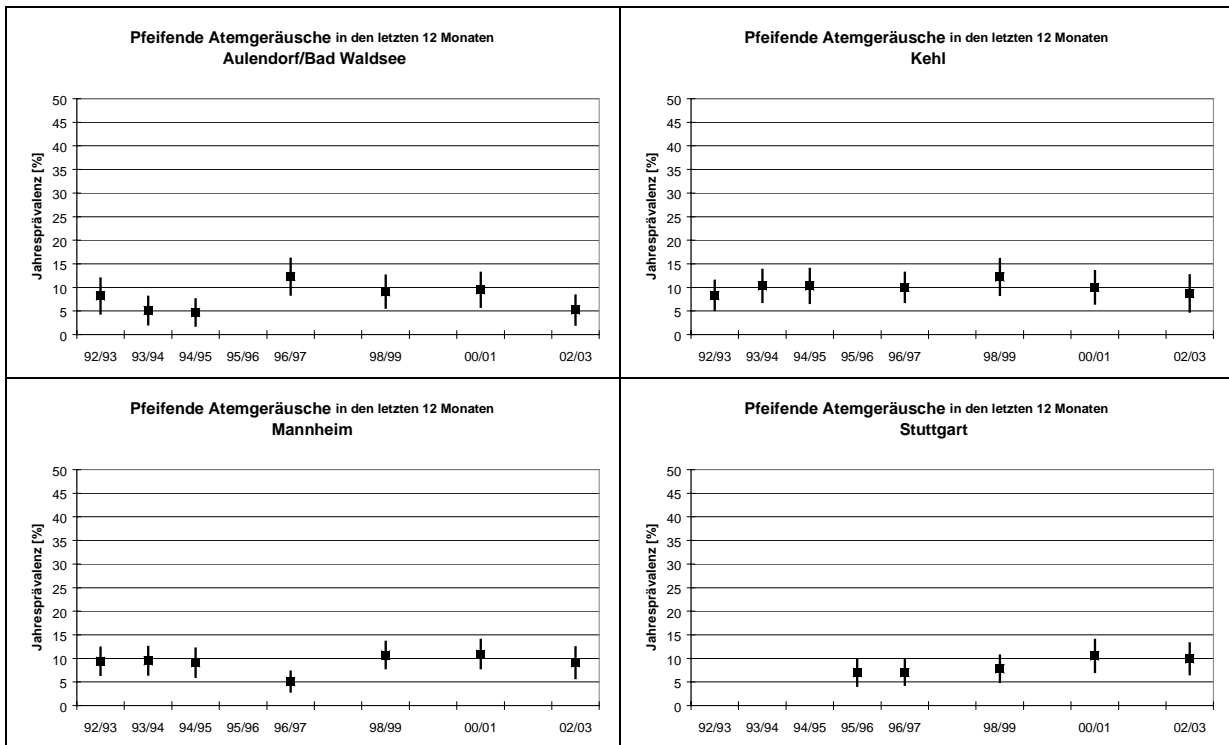 Pfeifende Atemgeräusche in den letzten 12 Monaten
Aulendorf/Bad Waldsee
Jahresprävalenz [%]
50
45
40
35
30
25
20
15
10
5
0
92/93 93/94 94/95 95/96 96/97 98/99 00/01 02/03
Pfeifende Atemgeräusche in den letzten 12 Monaten
Kehl
Jahresprävalenz [%]
50
45
40
35
30
25
20
15
10
5
0
92/93 93/94 94/95 95/96 96/97 98/99 00/01 02/03
Pfeifende Atemgeräusche in den letzten 12 Monaten
Mannheim
Jahresprävalenz [%]
50
45
40
35
30
25
20
15
10
5
0
92/93 93/94 94/95 95/96 96/97 98/99 00/01 02/03
Pfeifende Atemgeräusche in den letzten 12 Monaten
Stuttgart
Jahresprävalenz [%]
50
45
40
35
30
25
20
15
10
5
0
92/93 93/94 94/95 95/96 96/97 98/99 00/01 02/03